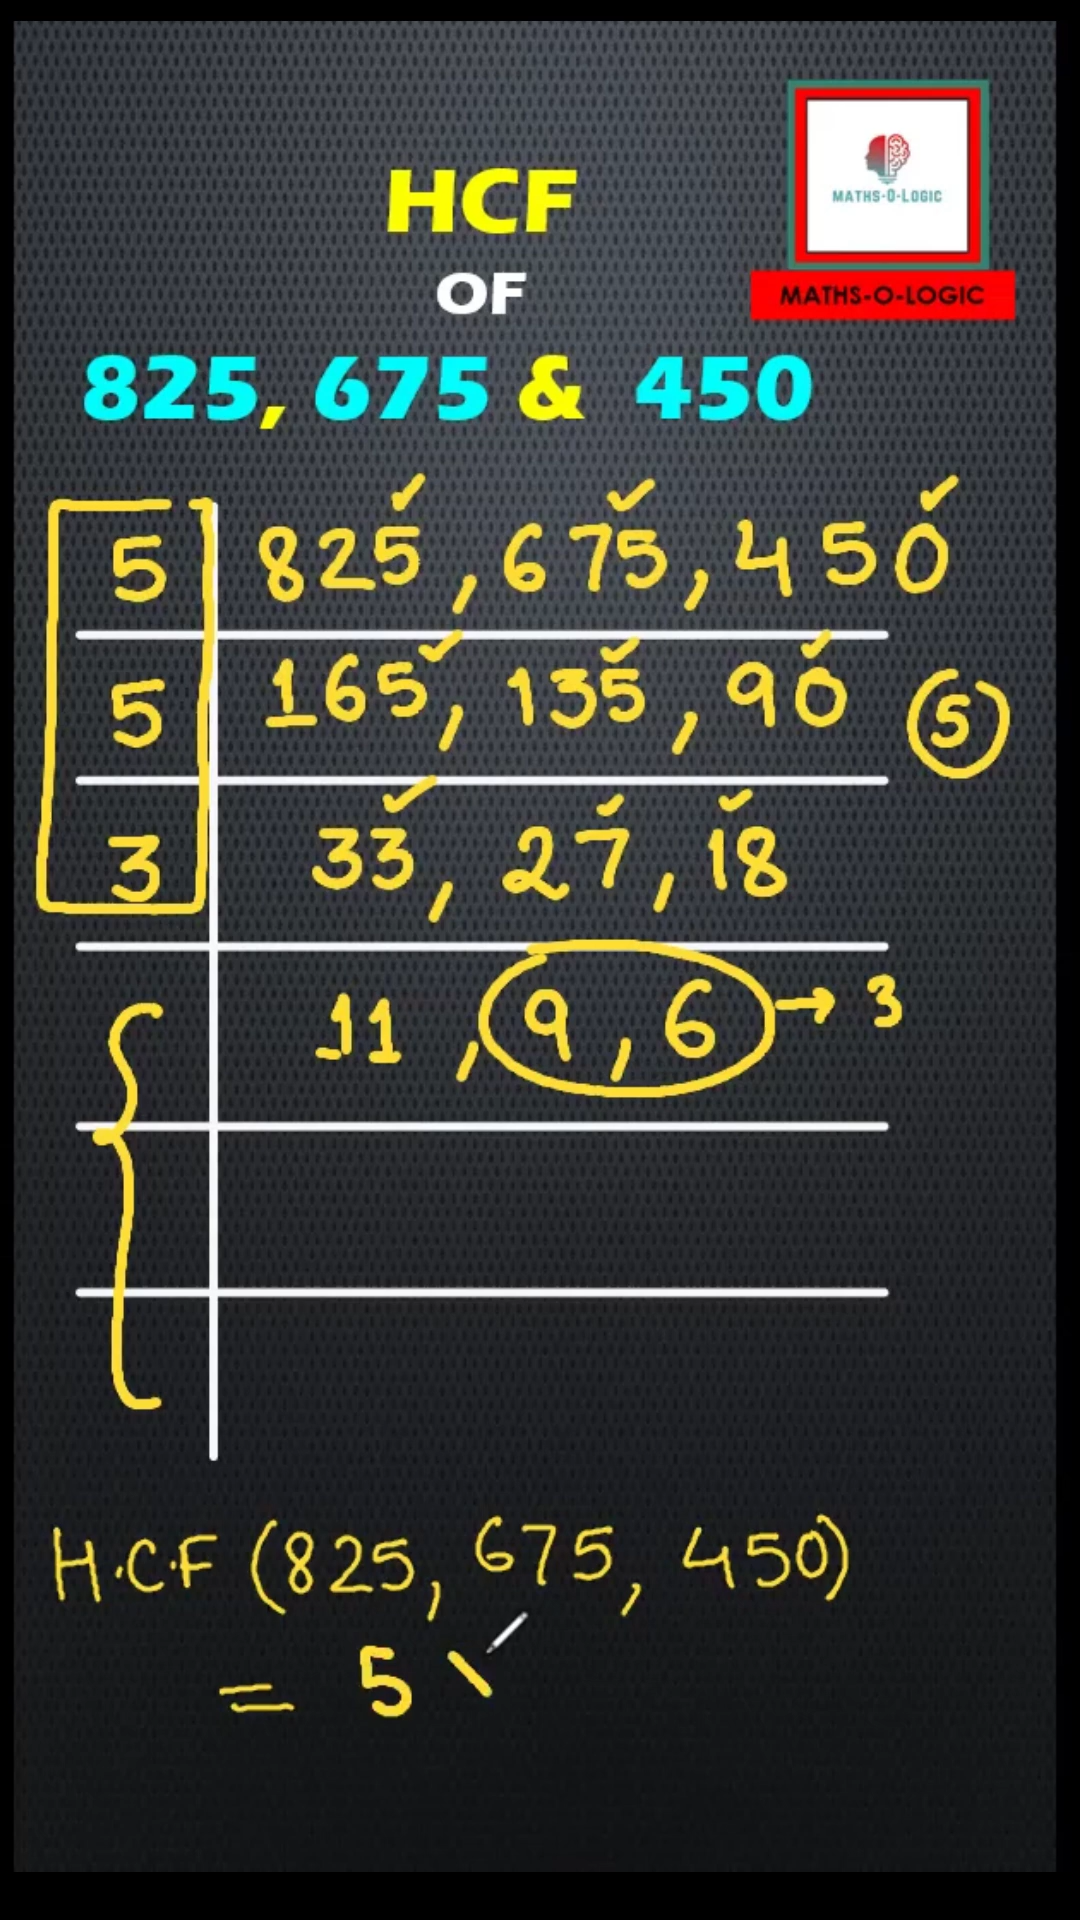 MATHS-O-LOGIC
HCF
OF
MATHS-O-LOGIC
825, 675 & 450
5 825, 675, 450
5 165, 135, 90 5
3 33, 27, 18
11, 9, 6 → 3
H.C.F (825, 675, 450)
= 5